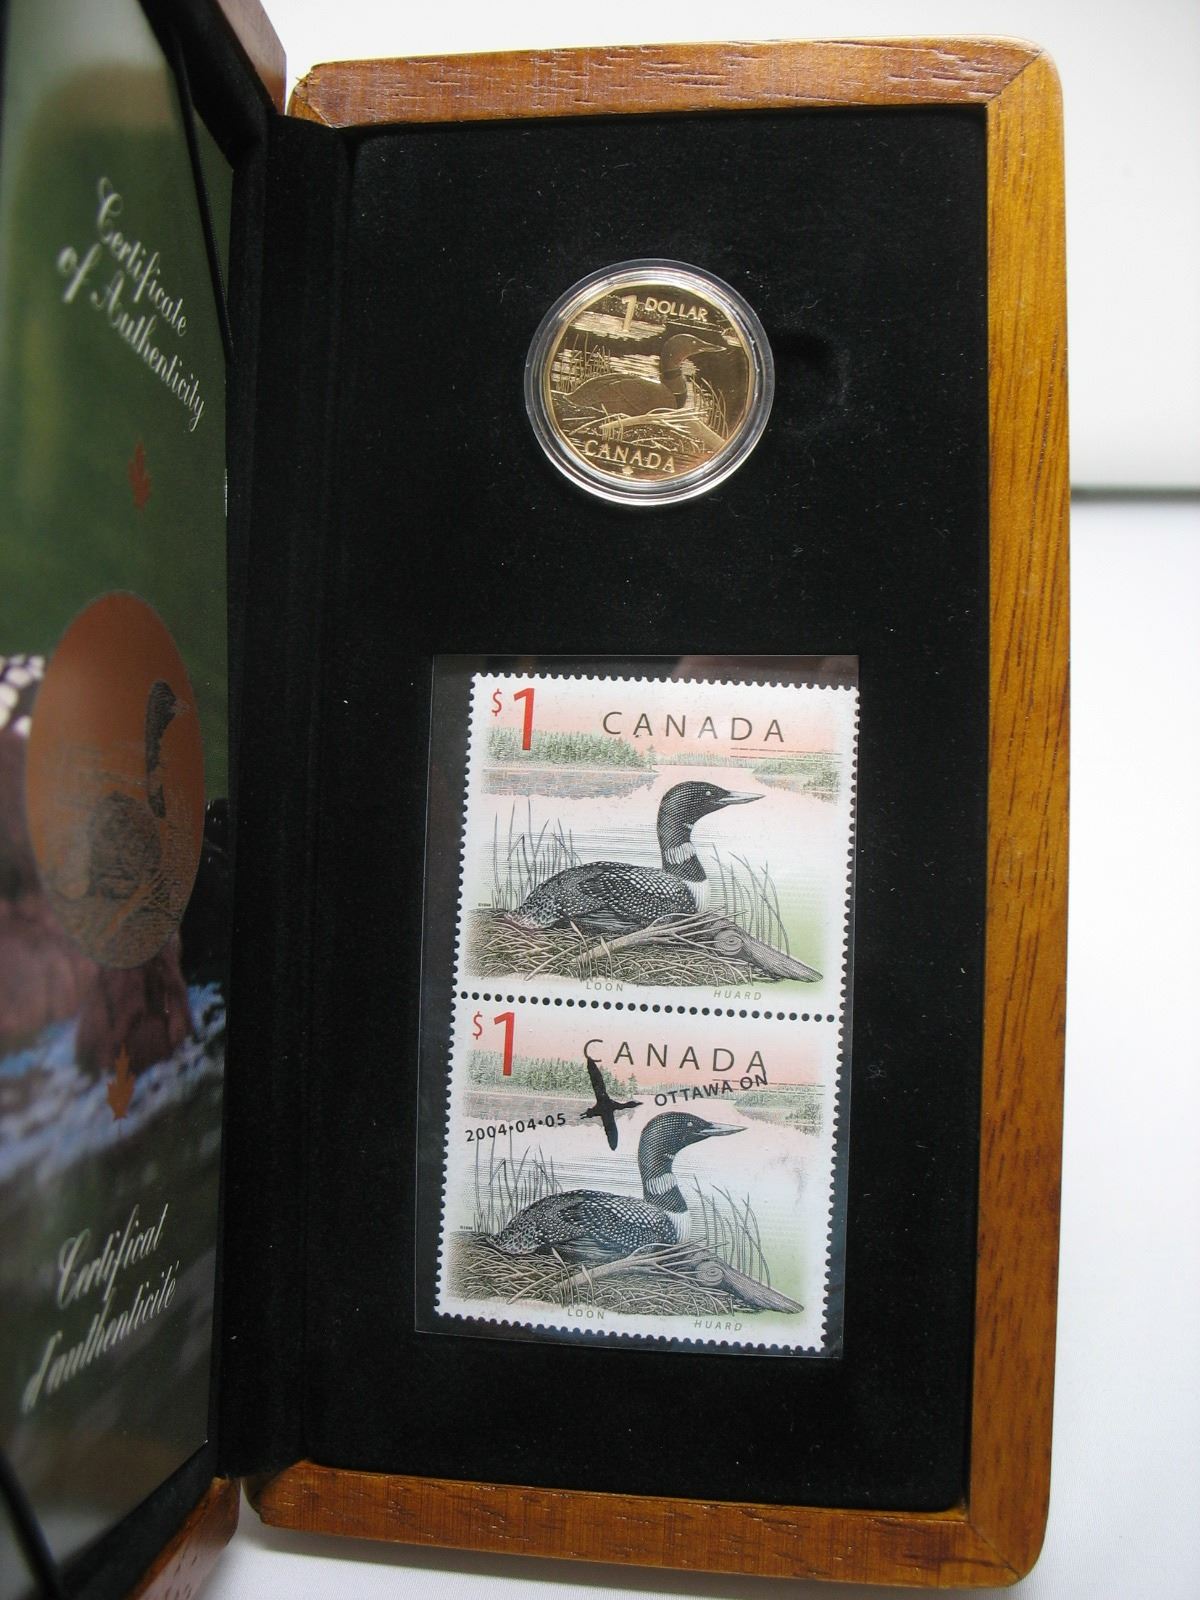 Certificate
of Authenticity
Certificat
d'authenticité
1 DOLLAR
CANADA
$1
CANADA
LOON HUARD
$1
CANADA
2004•04•05 OTTAWA ON
LOON HUARD